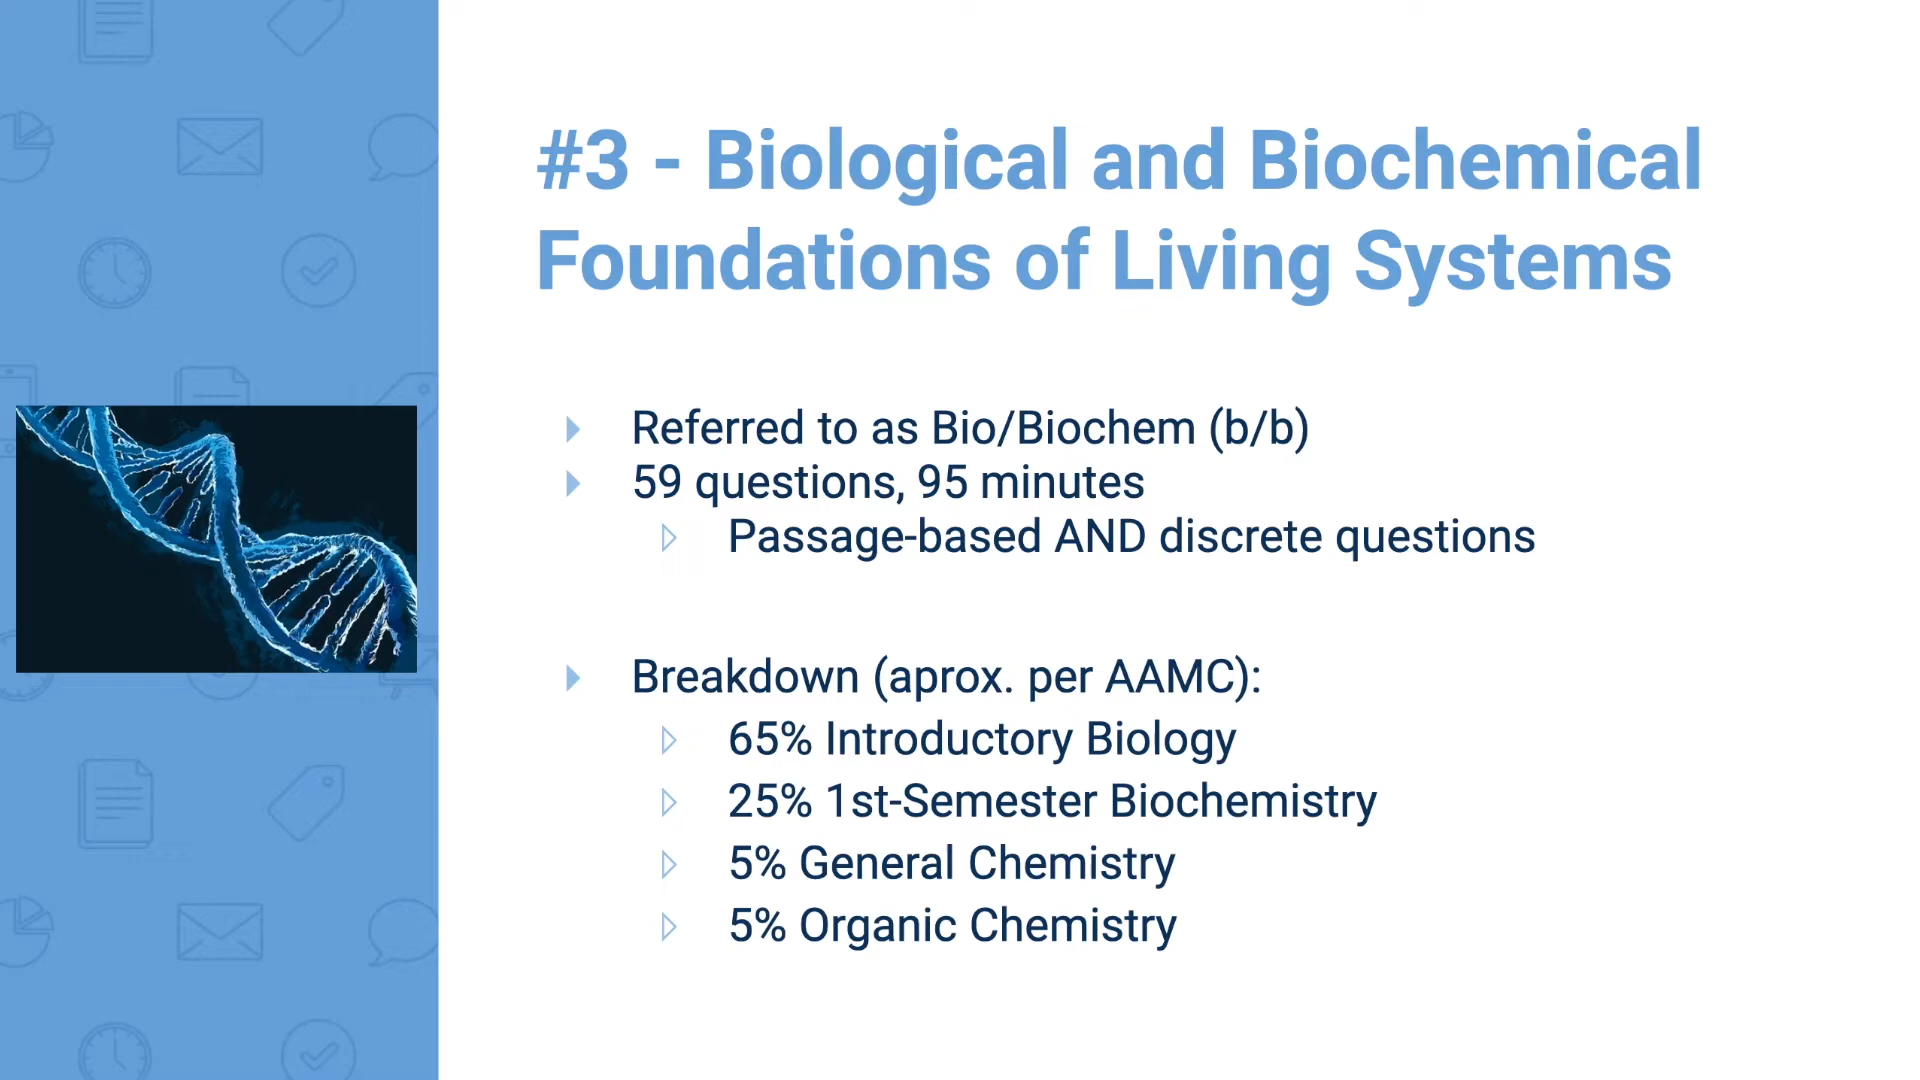 #3 - Biological and Biochemical
Foundations of Living Systems
Referred to as Bio/Biochem (b/b)
59 questions, 95 minutes
Passage-based AND discrete questions
Breakdown (aprox. per AAMC):
65% Introductory Biology
25% 1st-Semester Biochemistry
5% General Chemistry
5% Organic Chemistry